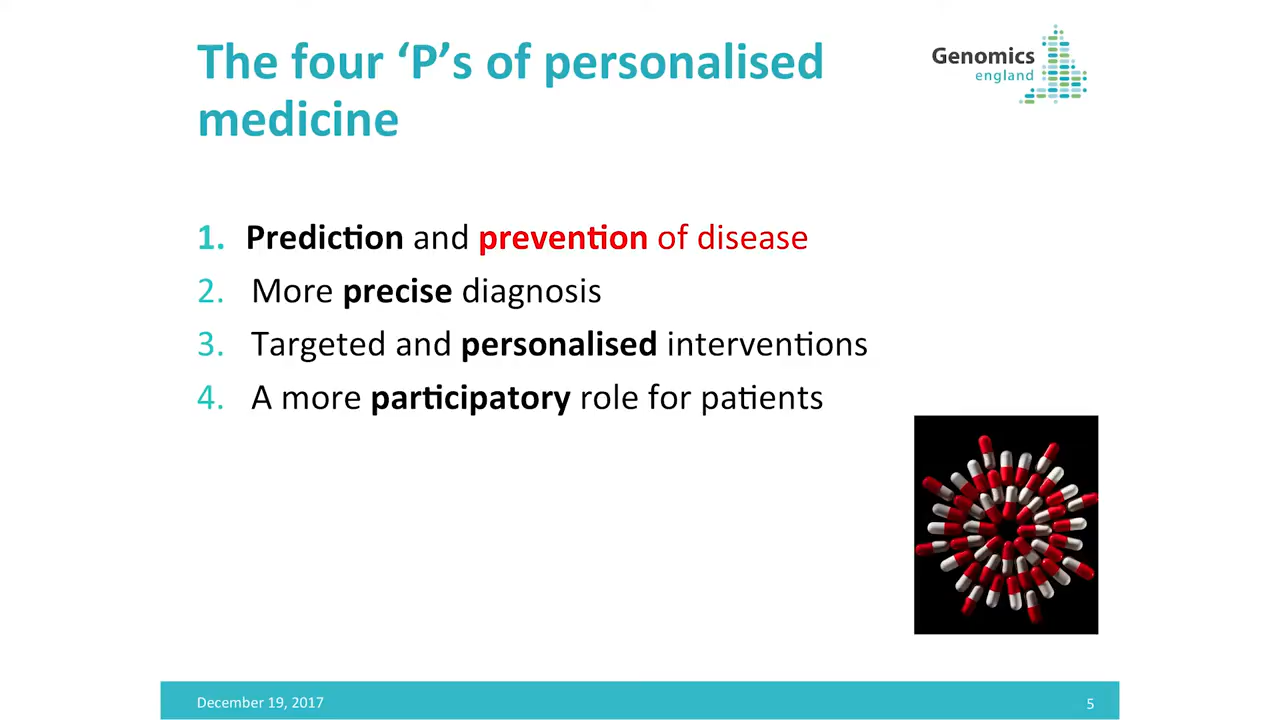 The four ‘P’s of personalised
medicine
Genomics
england
1. Prediction and prevention of disease
2. More precise diagnosis
3. Targeted and personalised interventions
4. A more participatory role for patients
December 19, 2017
5